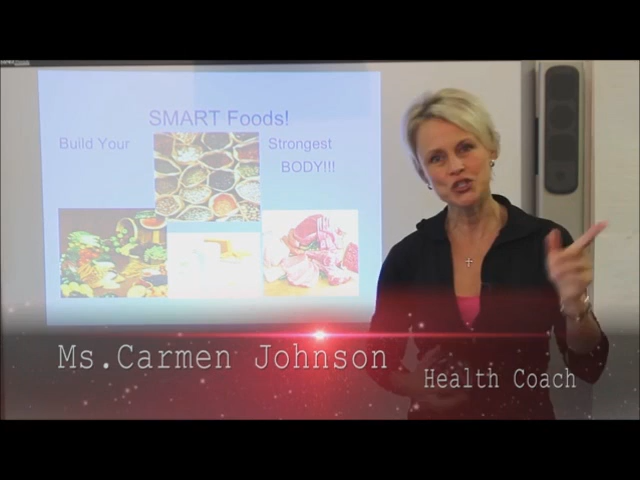 SMART Foods!
Build Your Strongest
BODY!!!
Ms.Carmen Johnson
Health Coach